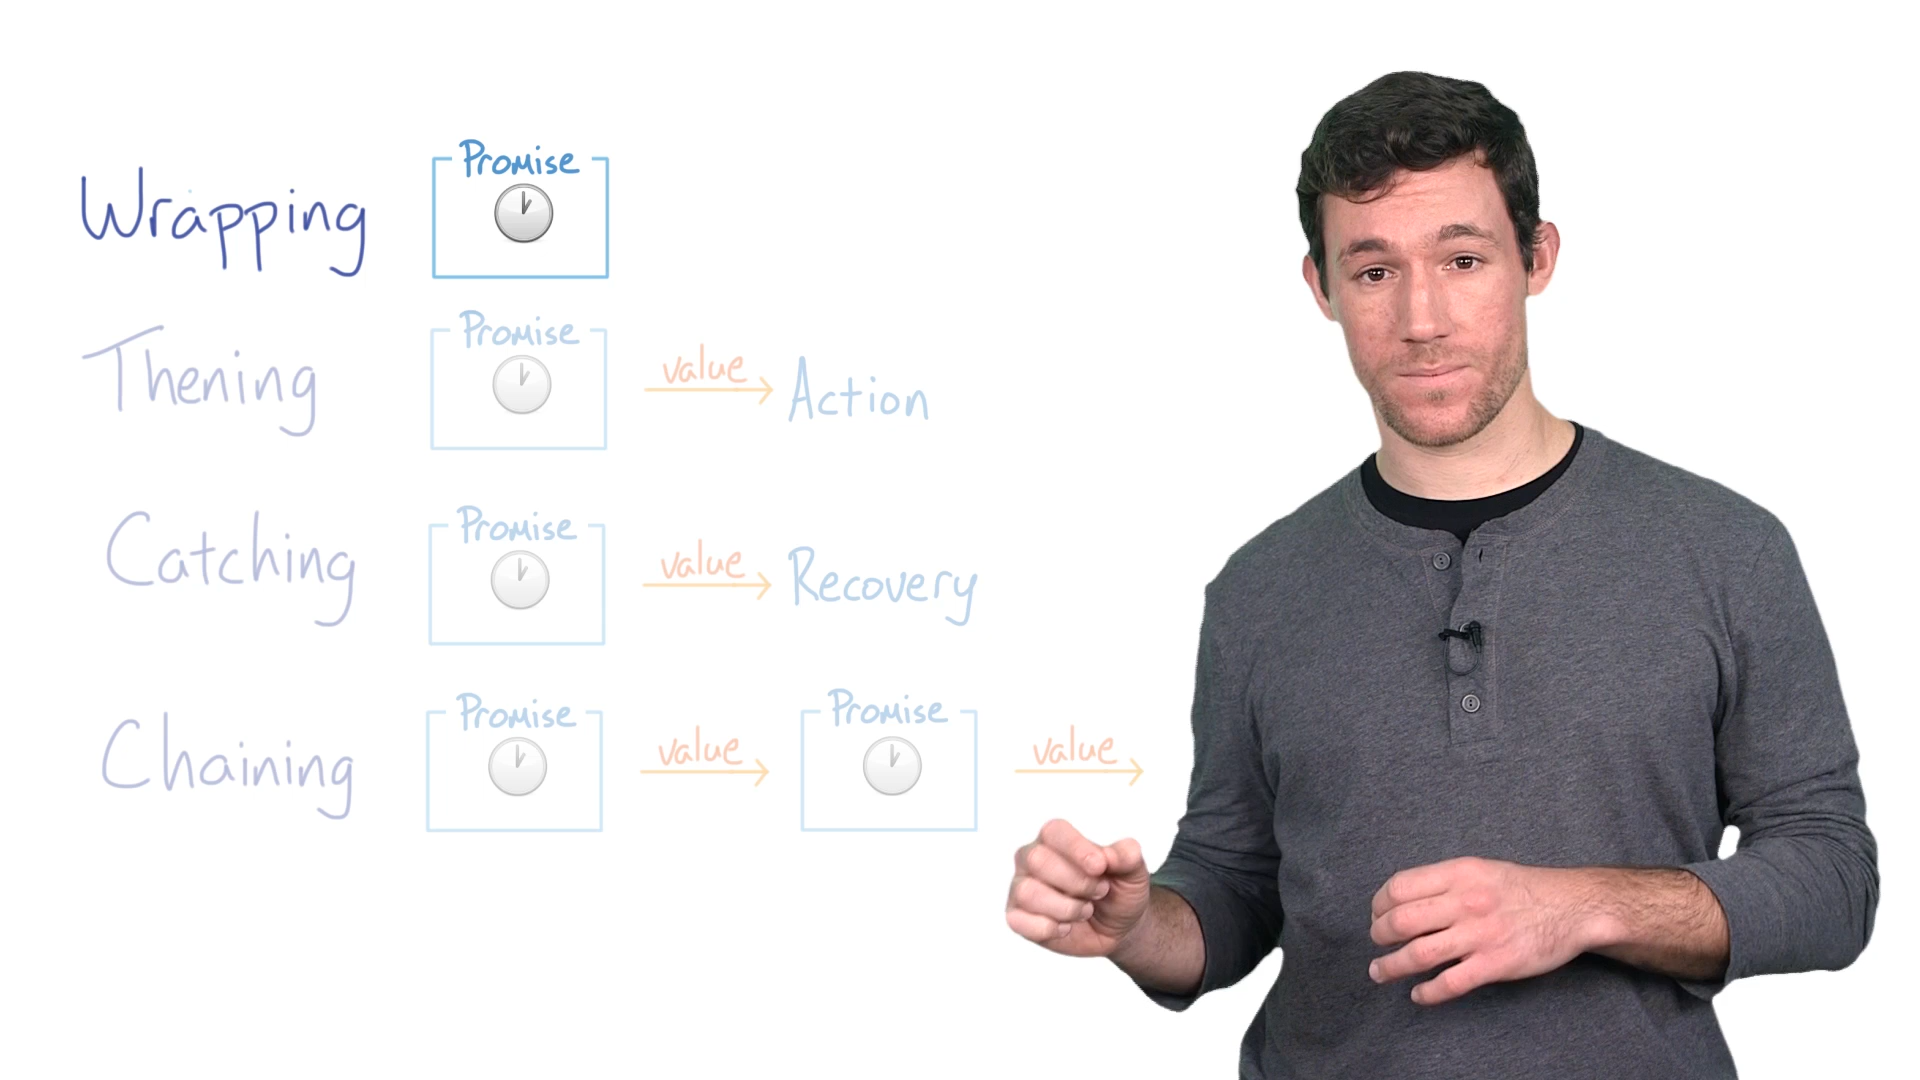 Wrapping Promise
Thening Promise value Action
Catching Promise value Recovery
Chaining Promise value Promise value